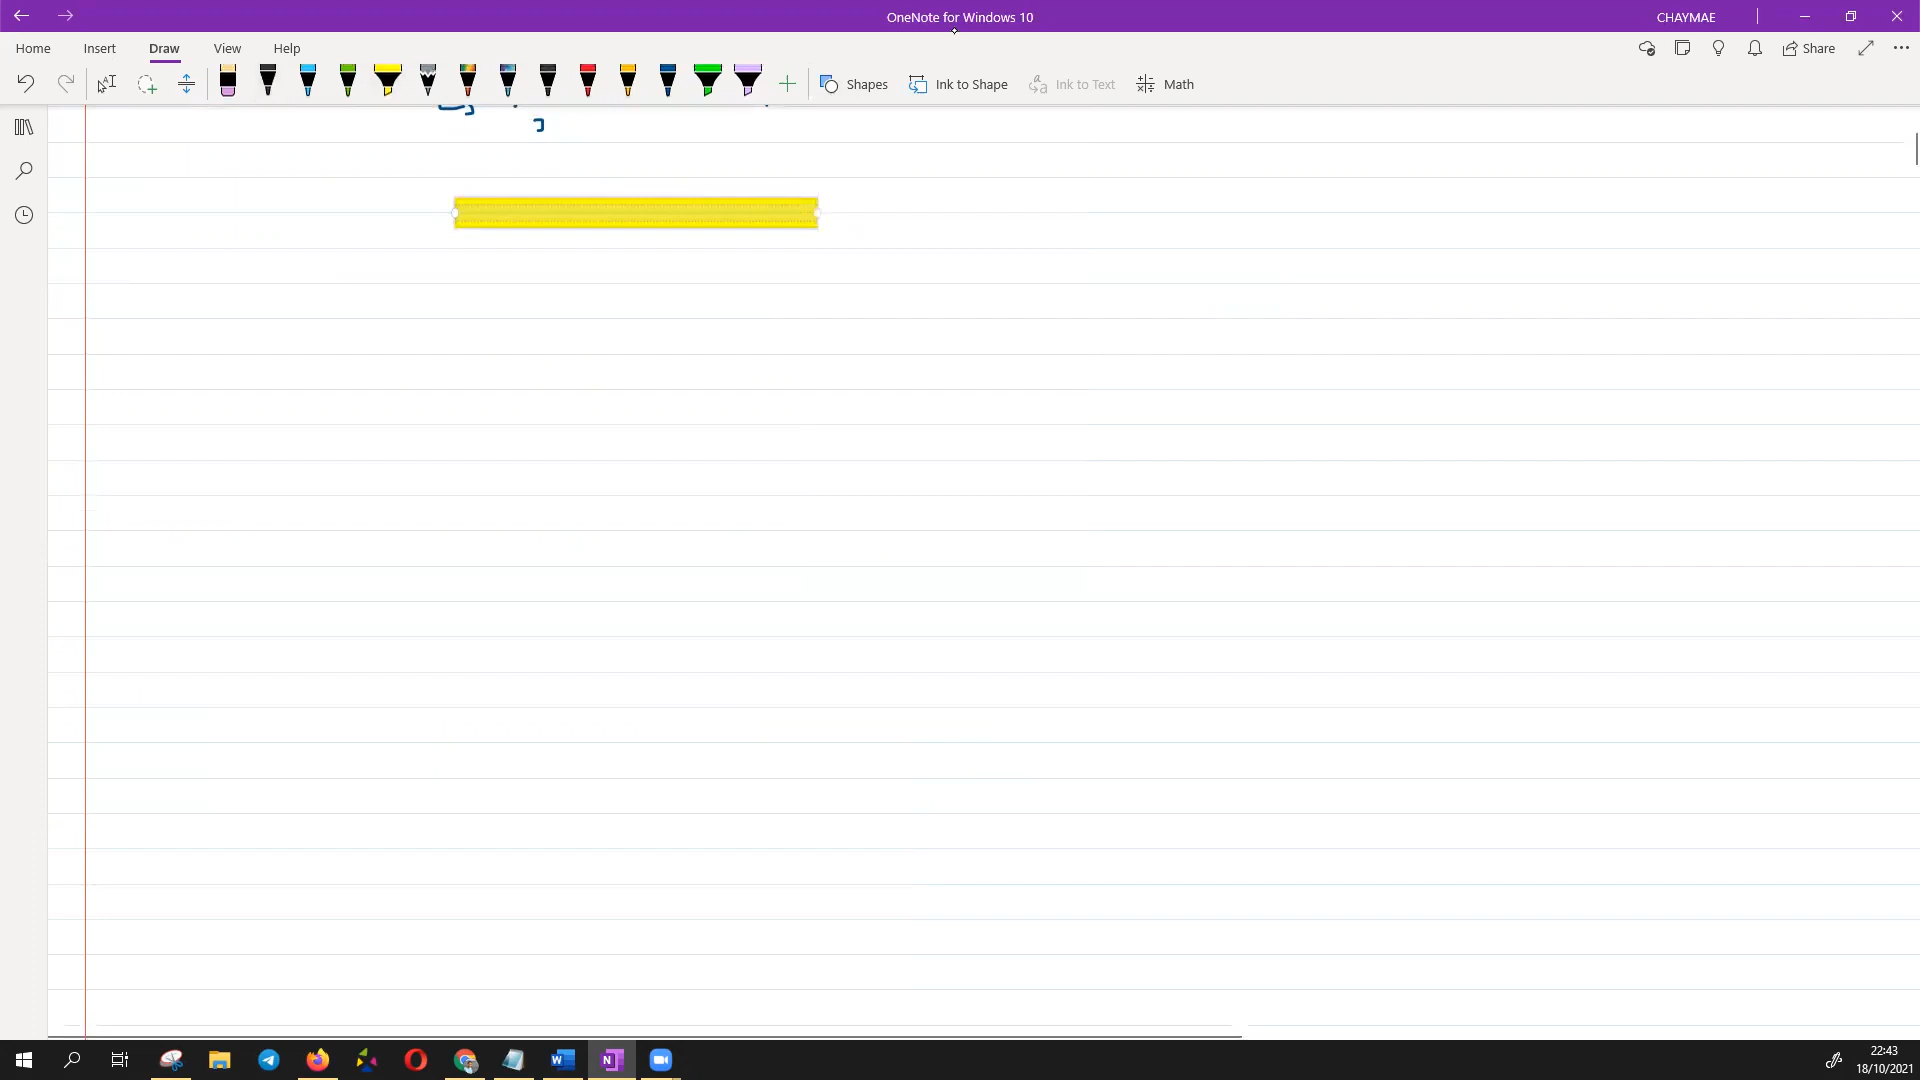 OneNote for Windows 10
CHAYMAE
Home Insert Draw View Help
Share
Shapes Ink to Shape Ink to Text Math
22:43
18/10/2021